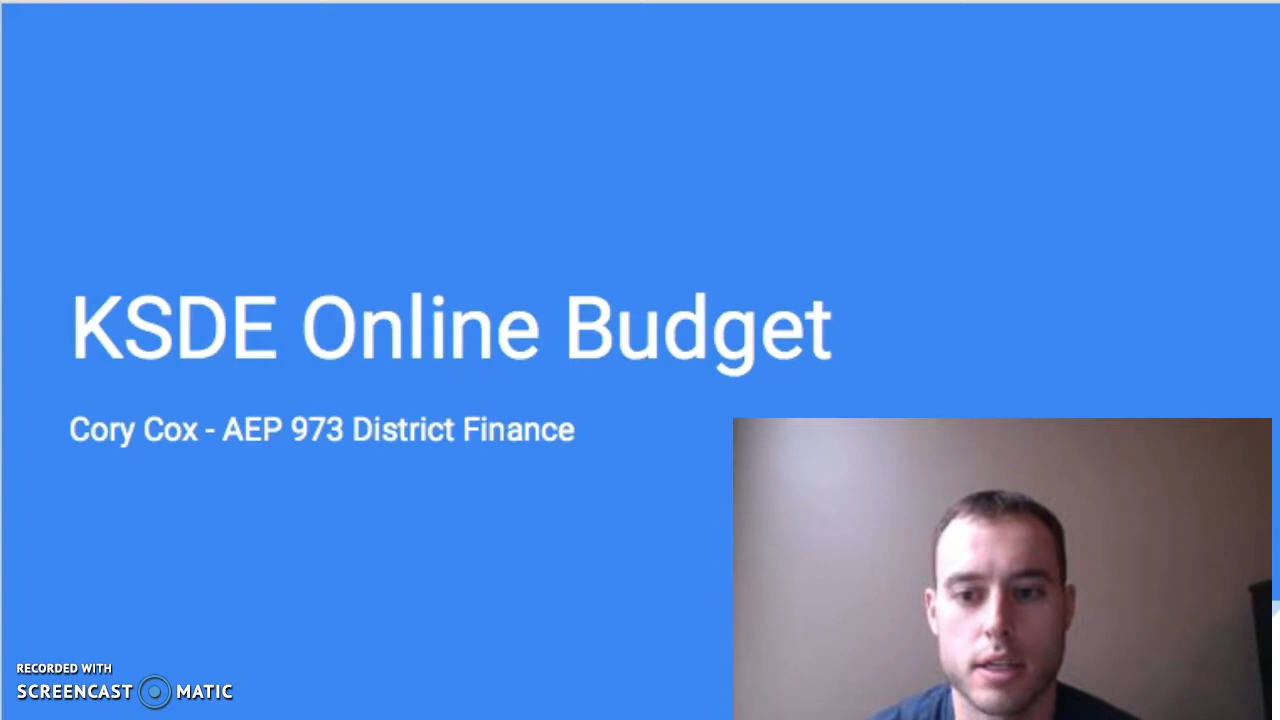 KSDE Online Budget
Cory Cox - AEP 973 District Finance
RECORDED WITH
SCREENCAST MATIC